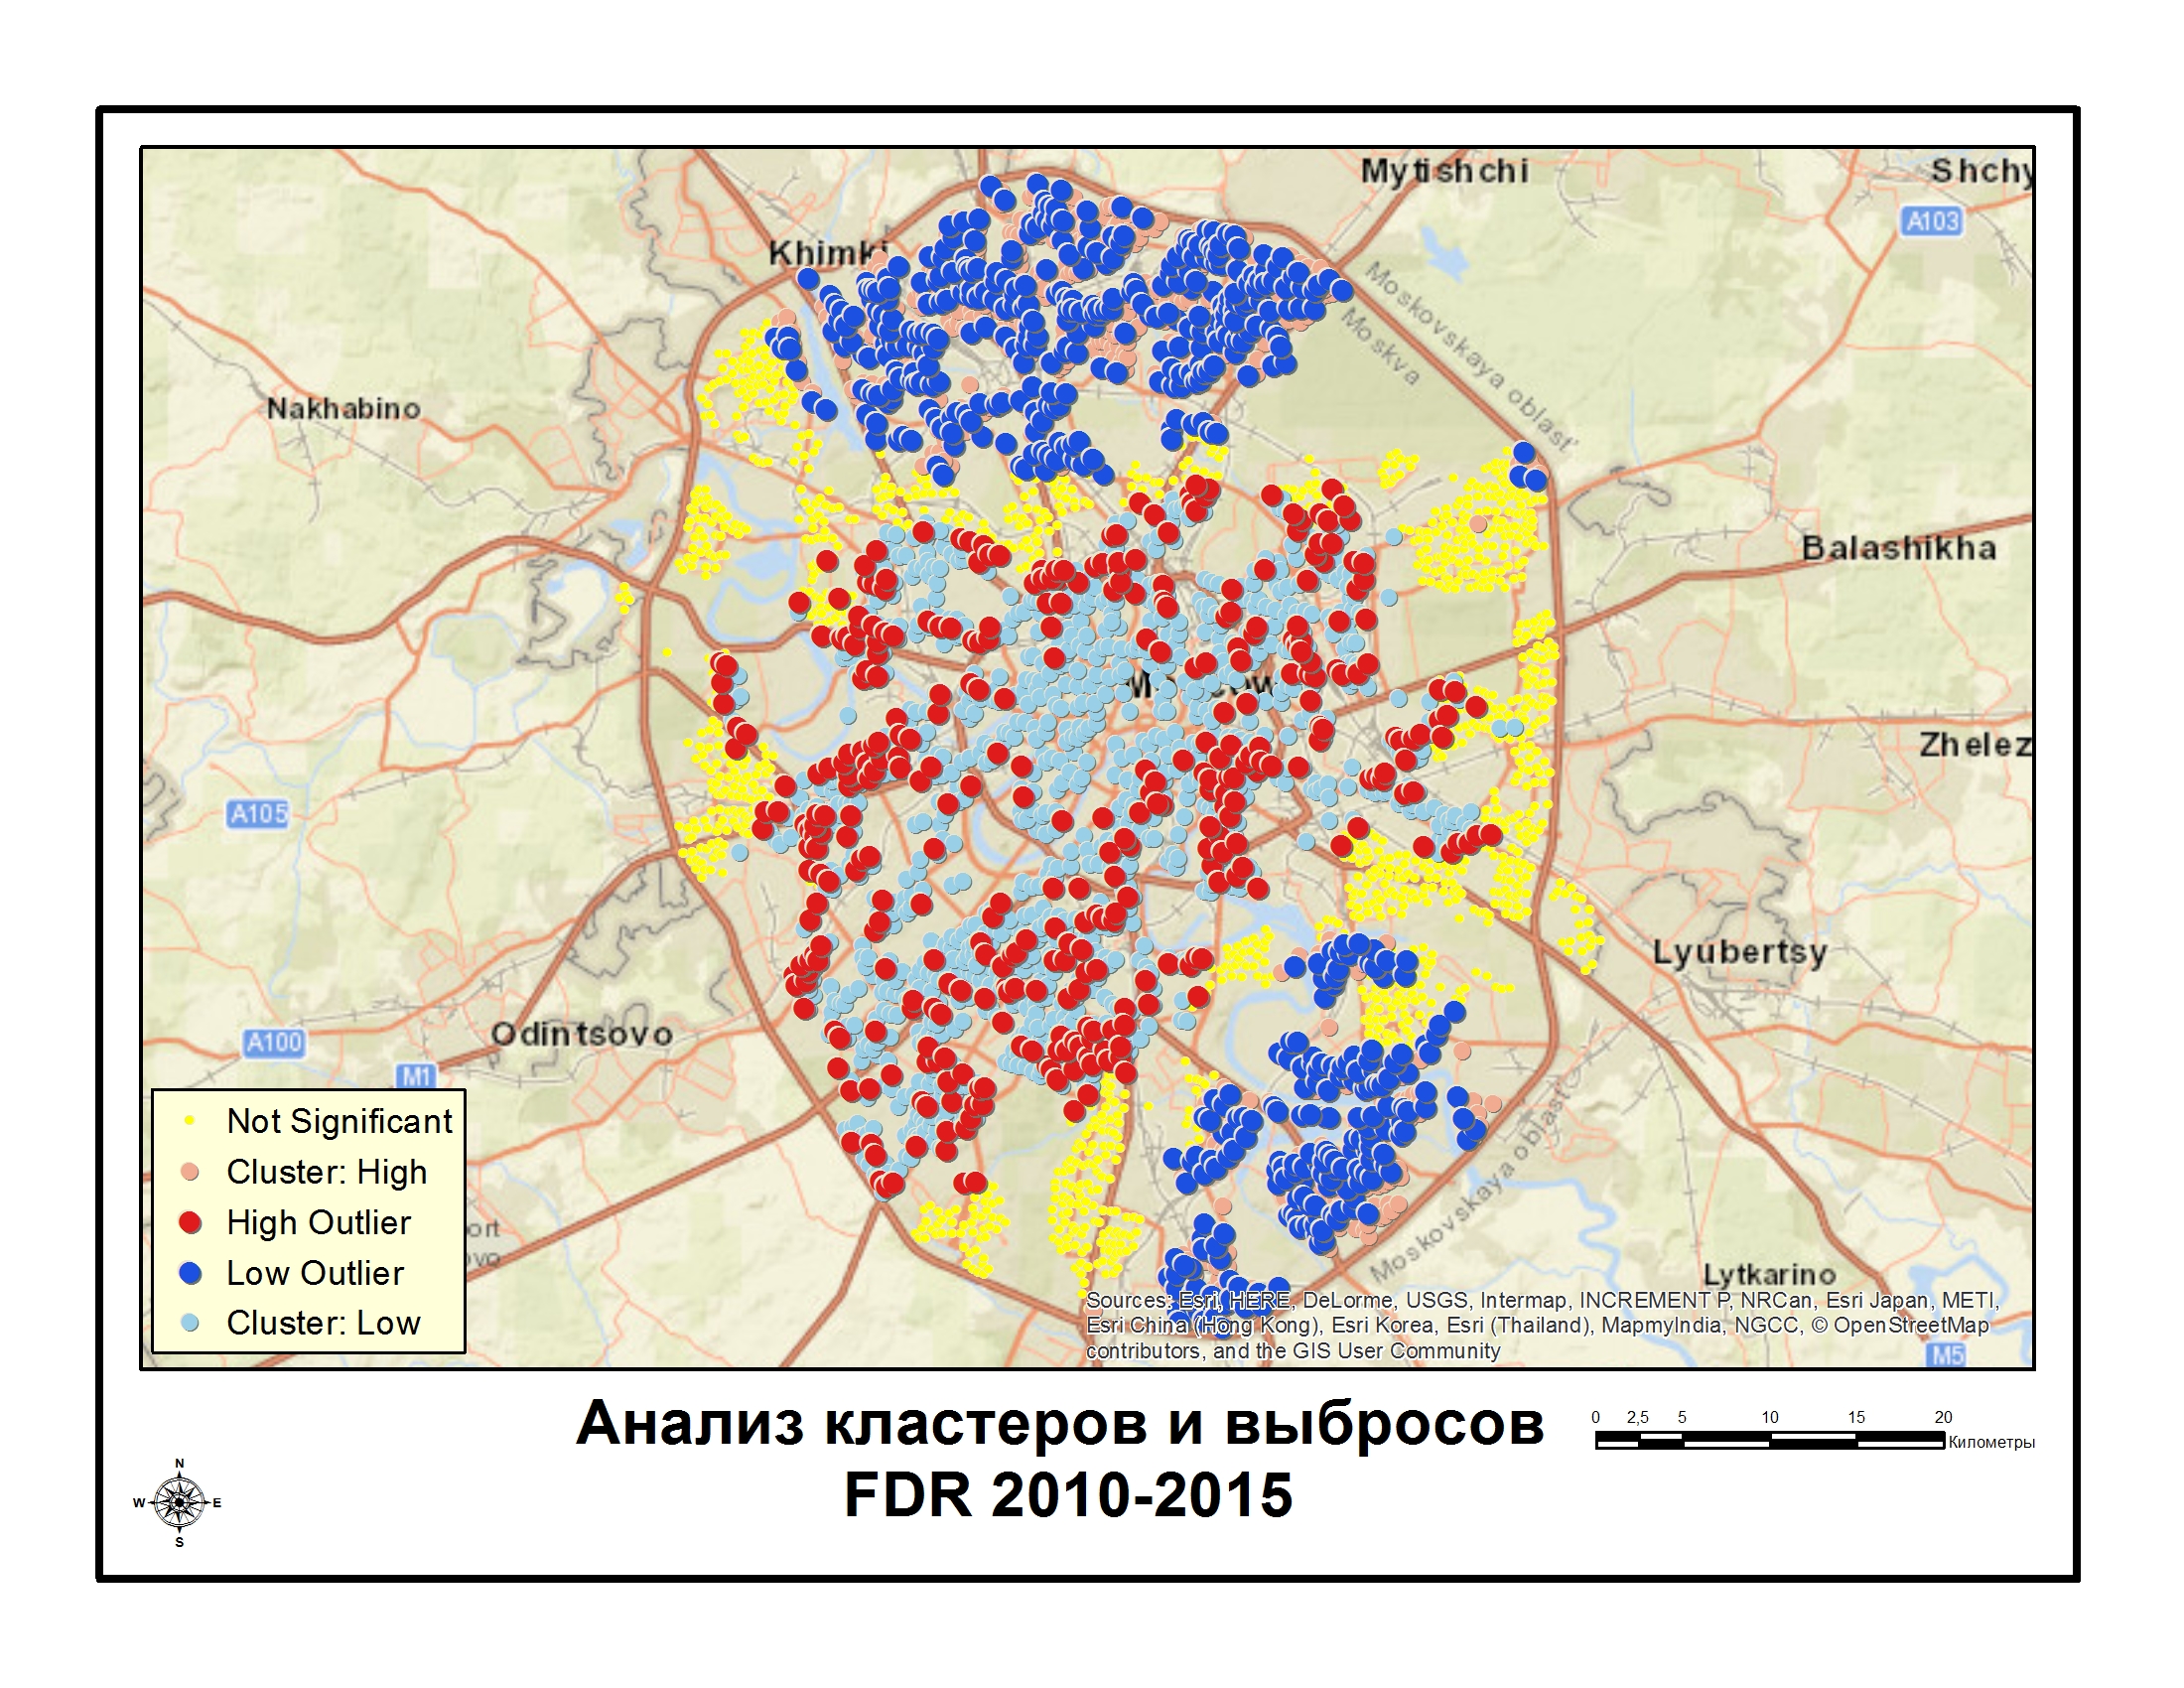 Mytishchi
Shchy
A103
Khimki
Moskovskaya oblast'
Moskva
Nakhabino
Balashikha
Moscow
Zhelez
A105
Lyubertsy
Odintsovo
A100
M1
Moskovskaya oblast'
Not Significant
Cluster: High
High Outlier
Low Outlier
Cluster: Low
ort
ovo
Lytkarino
Sources: Esri, HERE, DeLorme, USGS, Intermap, INCREMENT P, NRCan, Esri Japan, METI,
Esri China (Hong Kong), Esri Korea, Esri (Thailand), MapmyIndia, NGCC, © OpenStreetMap
contributors, and the GIS User Community
M5
Анализ кластеров и выбросов
FDR 2010-2015
0 2,5 5 10 15 20
Километры
N
W E
S